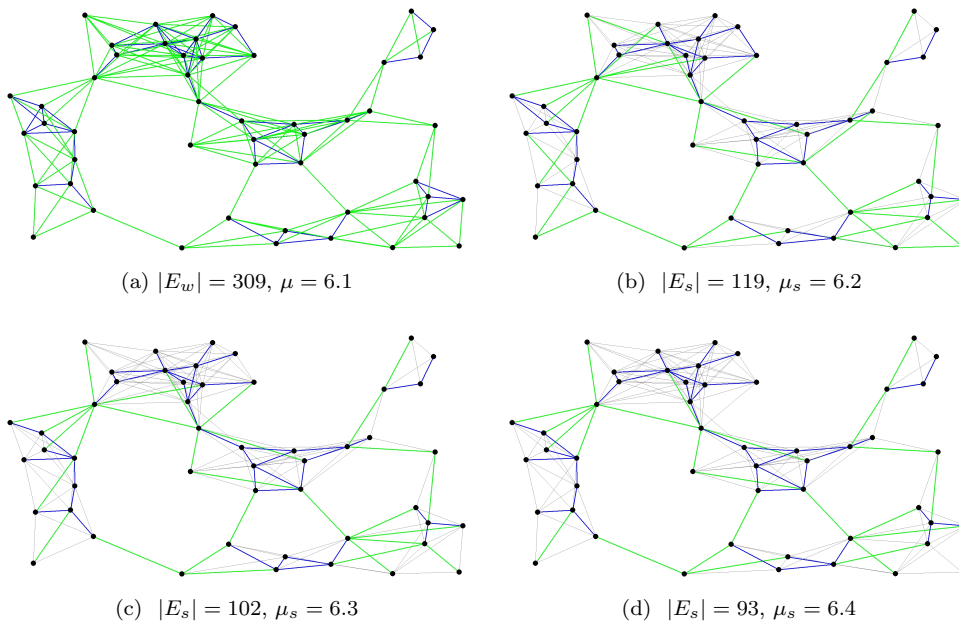 (a) |E_w| = 309, μ = 6.1
(b) |E_s| = 119, μ_s = 6.2
(c) |E_s| = 102, μ_s = 6.3
(d) |E_s| = 93, μ_s = 6.4